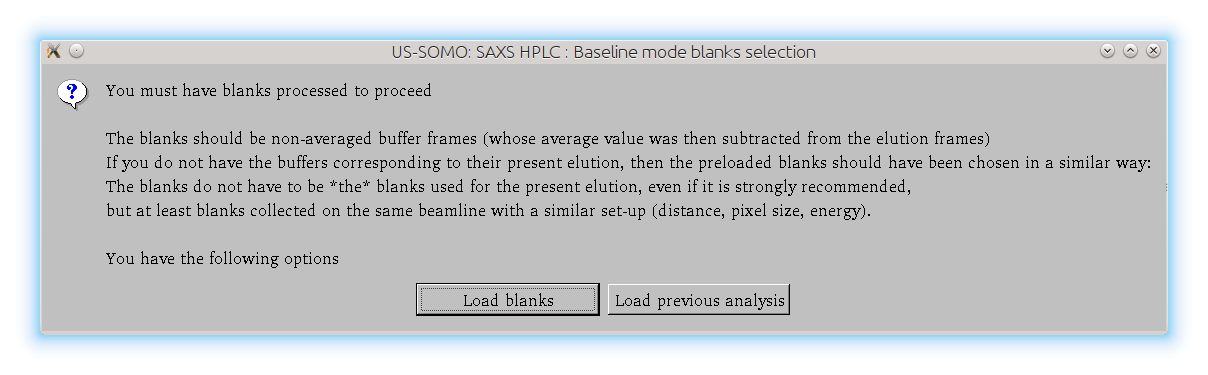 US-SOMO: SAXS HPLC : Baseline mode blanks selection
You must have blanks processed to proceed
The blanks should be non-averaged buffer frames (whose average value was then subtracted from the elution frames)
If you do not have the buffers corresponding to their present elution, then the preloaded blanks should have been chosen in a similar way:
The blanks do not have to be *the* blanks used for the present elution, even if it is strongly recommended,
but at least blanks collected on the same beamline with a similar set-up (distance, pixel size, energy).
You have the following options
Load blanks
Load previous analysis